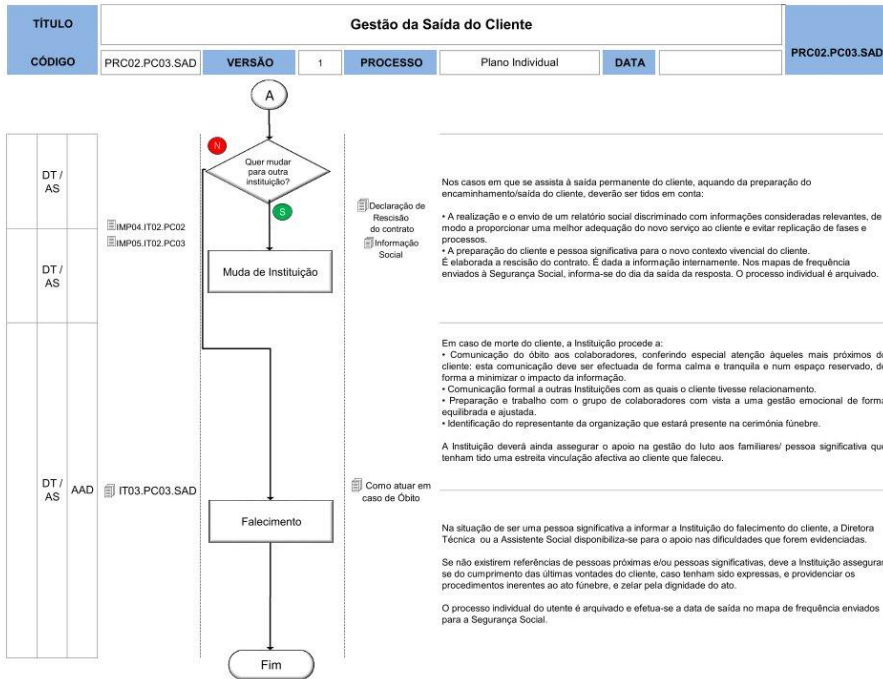 TÍTULO
Gestão da Saída do Cliente
PRC02.PC03.SAD
CÓDIGO
PRC02.PC03.SAD
VERSÃO
1
PROCESSO
Plano Individual
DATA
A
N
Quer mudar
para outra
instituição?
S
DT /
AS
IMP04.IT02.PC02
IMP05.IT02.PC03
DT /
AS
Muda de Instituição
Declaração de
Rescisão
do contrato
Informação
Social
Nos casos em que se assista à saída permanente do cliente, aquando da preparação do
encaminhamento/saída do cliente, deverão ser tidos em conta:
• A realização e o envio de um relatório social discriminado com informações consideradas relevantes, de
modo a proporcionar uma melhor adequação do novo serviço ao cliente e evitar replicação de fases e
processos.
• A preparação do cliente e pessoa significativa para o novo contexto vivencial do cliente.
É elaborada a rescisão do contrato. É dada a informação internamente. Nos mapas de frequência
enviados à Segurança Social, informa-se do dia da saída da resposta. O processo individual é arquivado.
DT /
AS
AAD
IT03.PC03.SAD
Falecimento
Como atuar em
caso de Óbito
Em caso de morte do cliente, a Instituição procede a:
• Comunicação do óbito aos colaboradores, conferindo especial atenção àqueles mais próximos do
cliente: esta comunicação deve ser efectuada de forma calma e tranquila e num espaço reservado, de
forma a minimizar o impacto da informação.
• Comunicação formal a outras Instituições com as quais o cliente tivesse relacionamento.
• Preparação e trabalho com o grupo de colaboradores com vista a uma gestão emocional de forma
equilibrada e ajustada.
• Identificação do representante da organização que estará presente na cerimónia fúnebre.
A Instituição deverá ainda assegurar o apoio na gestão do luto aos familiares/ pessoa significativa que
tenham tido uma estreita vinculação afectiva ao cliente que faleceu.
Na situação de ser uma pessoa significativa a informar a Instituição do falecimento do cliente, a Diretora
Técnica ou a Assistente Social disponibiliza-se para o apoio nas dificuldades que forem evidenciadas.
Se não existirem referências de pessoas próximas e/ou pessoas significativas, deve a Instituição assegurar
se do cumprimento das últimas vontades do cliente, caso tenham sido expressas, e providenciar os
procedimentos inerentes ao ato fúnebre, e zelar pela dignidade do ato.
O processo individual do utente é arquivado e efetua-se a data de saída no mapa de frequência enviados
para a Segurança Social.
Fim